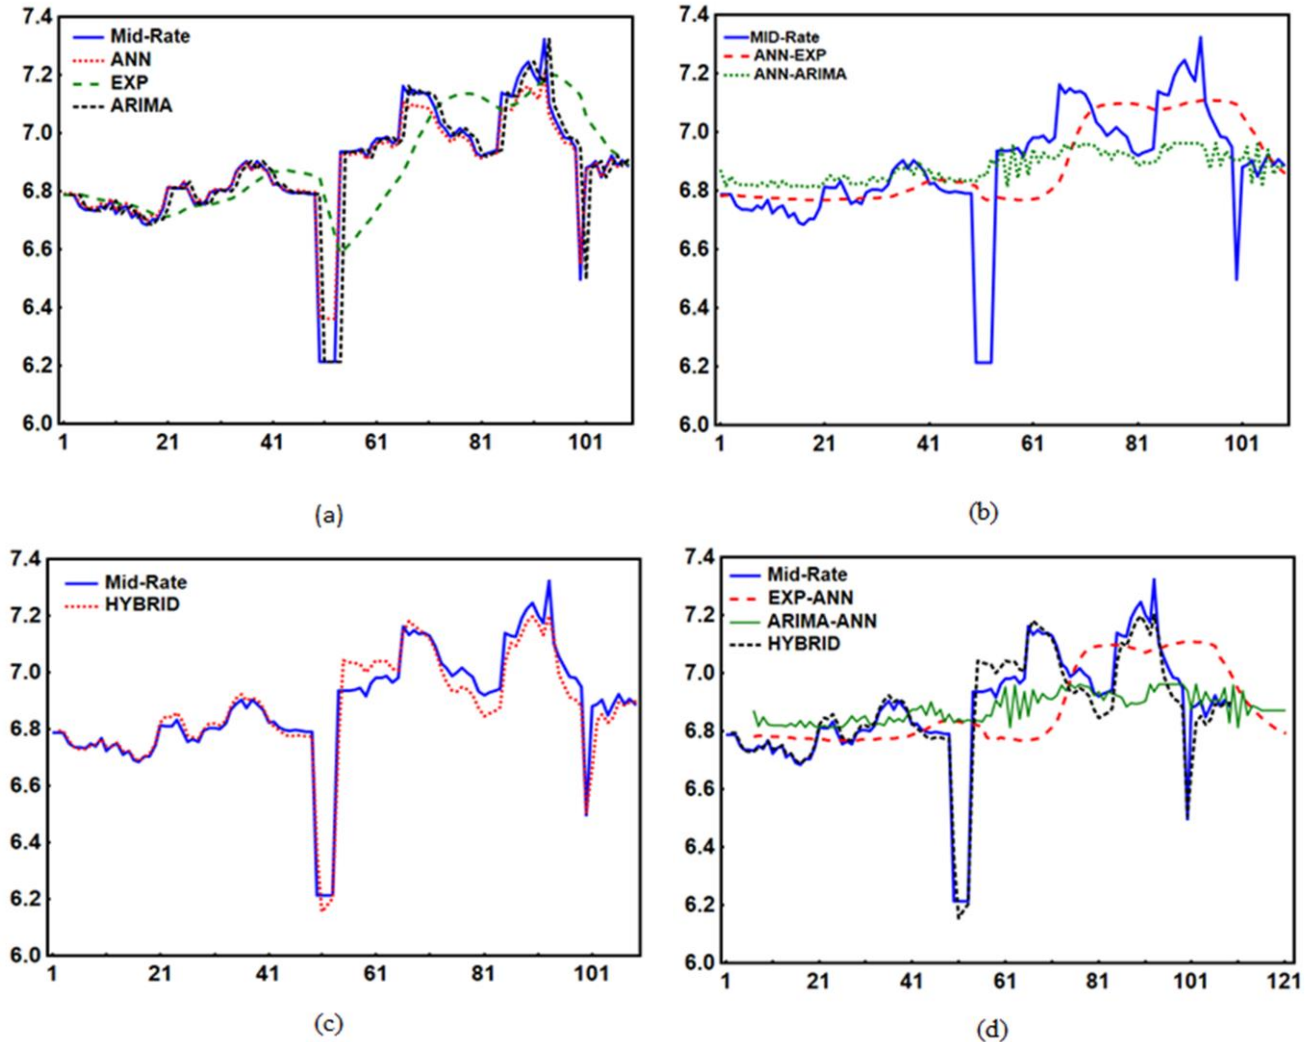 7.4
7.2
7.0
6.8
6.6
6.4
6.2
6.0
Mid-Rate
ANN
EXP
ARIMA
1 21 41 61 81 101
(a)
7.4
7.2
7.0
6.8
6.6
6.4
6.2
6.0
MID-Rate
ANN-EXP
ANN-ARIMA
1 21 41 61 81 101
(b)
7.4
7.2
7.0
6.8
6.6
6.4
6.2
6.0
Mid-Rate
HYBRID
1 21 41 61 81 101
(c)
7.4
7.2
7.0
6.8
6.6
6.4
6.2
6.0
Mid-Rate
EXP-ANN
ARIMA-ANN
HYBRID
1 21 41 61 81 101 121
(d)